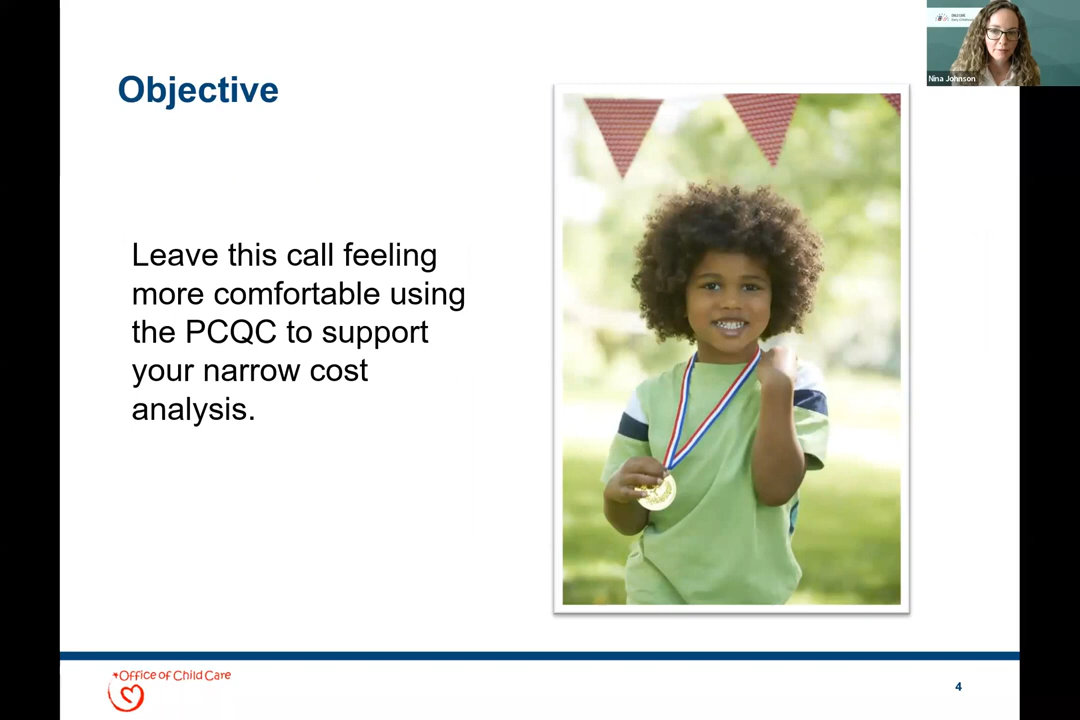 Objective
Leave this call feeling
more comfortable using
the PCQC to support
your narrow cost
analysis.
Nina Johnson
Office of Child Care
4